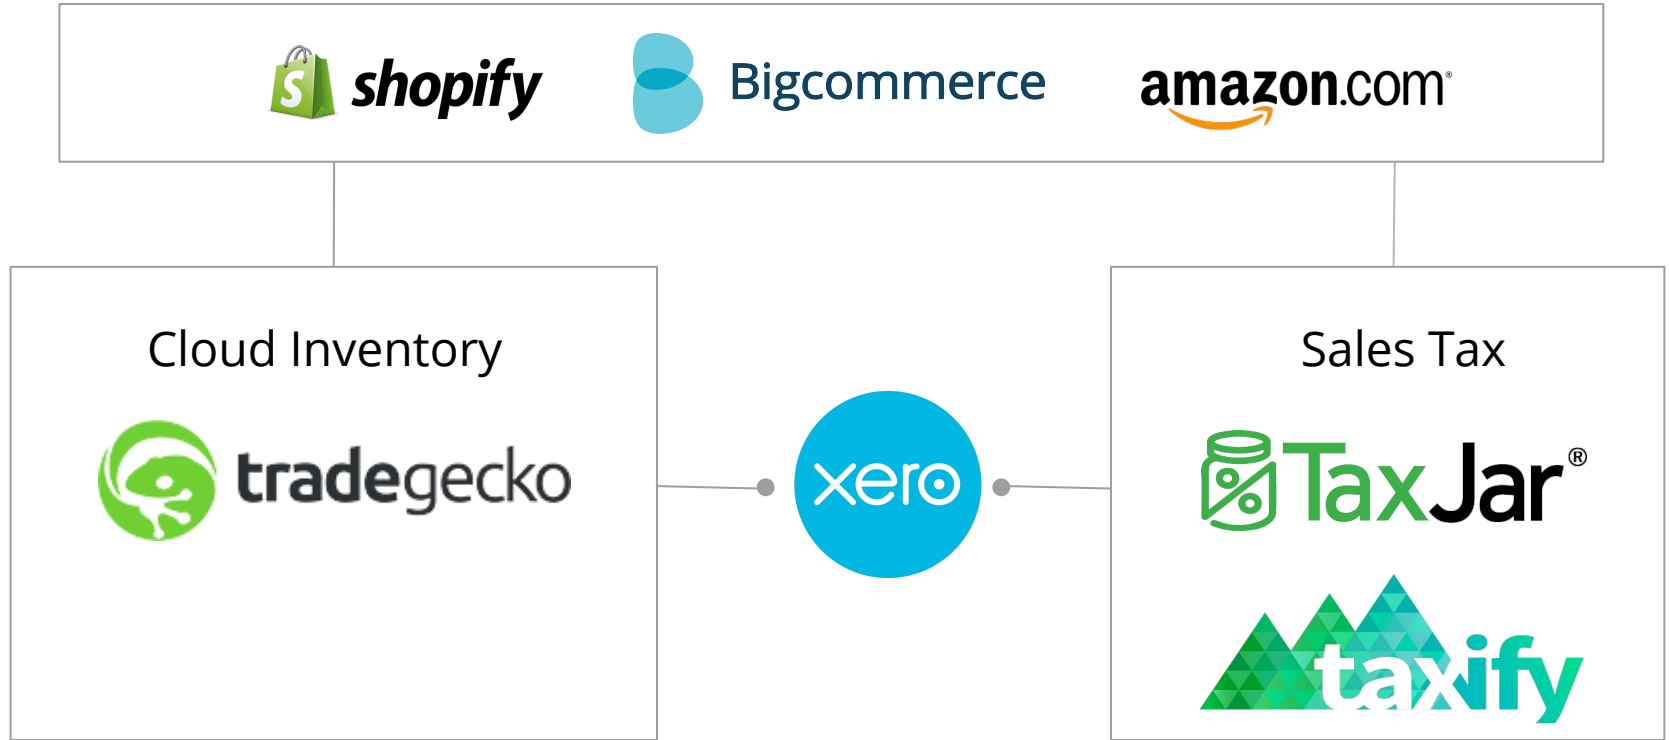 S shopify
Bigcommerce
amazon.com®
Cloud Inventory
tradegecko
xero
Sales Tax
TaxJar®
taxify